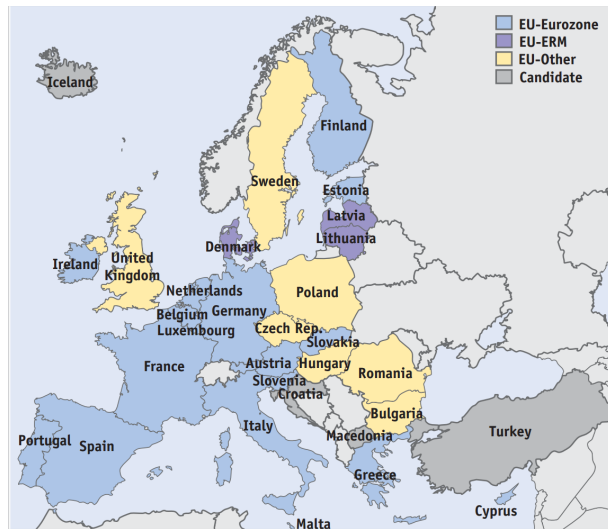 EU-Eurozone
EU-ERM
EU-Other
Candidate
Iceland
Finland
Sweden
Estonia
Latvia
Lithuania
Denmark
Ireland
United
Kingdom
Netherlands
Belgium
Germany
Luxembourg
Poland
Czech Rep.
Slovakia
France
Austria
Hungary
Slovenia
Croatia
Romania
Italy
Bulgaria
Macedonia
Turkey
Portugal
Spain
Greece
Cyprus
Malta